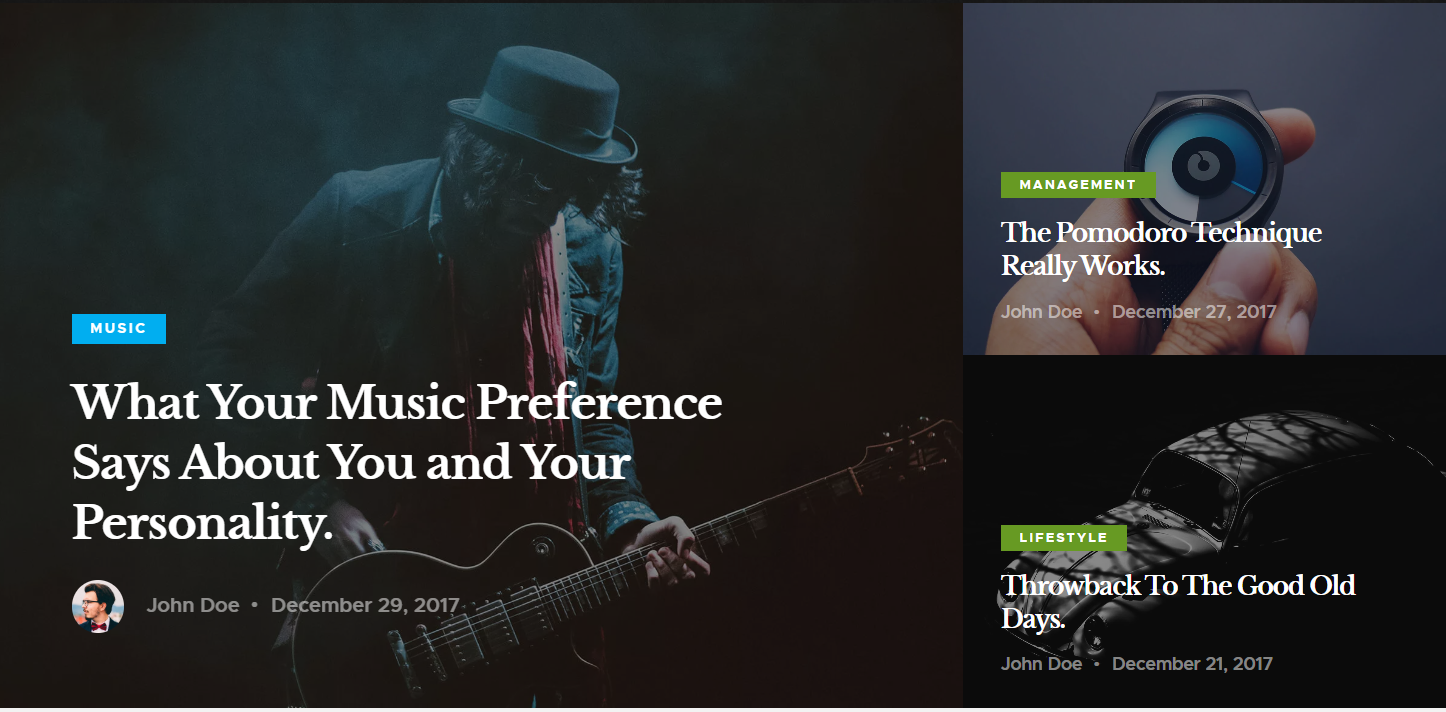 MUSIC
What Your Music Preference
Says About You and Your
Personality.
John Doe • December 29, 2017
MANAGEMENT
The Pomodoro Technique
Really Works.
John Doe • December 27, 2017
LIFESTYLE
Throwback To The Good Old
Days.
John Doe • December 21, 2017